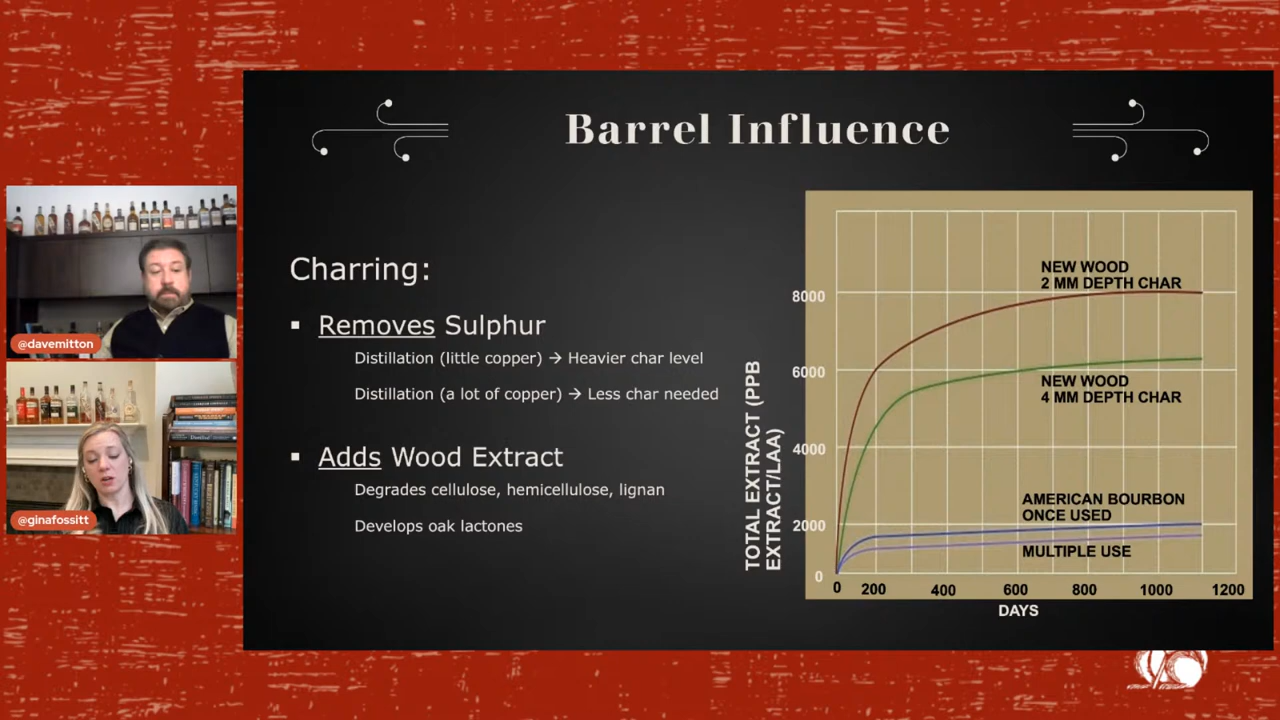 Barrel Influence
@davemitton
@ginafossitt
Charring:
▪ Removes Sulphur
Distillation (little copper) → Heavier char level
Distillation (a lot of copper) → Less char needed
▪ Adds Wood Extract
Degrades cellulose, hemicellulose, lignan
Develops oak lactones
TOTAL EXTRACT (PPB
EXTRACT/LAA)
8000
6000
4000
2000
0
NEW WOOD
2 MM DEPTH CHAR
NEW WOOD
4 MM DEPTH CHAR
AMERICAN BOURBON
ONCE USED
MULTIPLE USE
0 200 400 600 800 1000 1200
DAYS